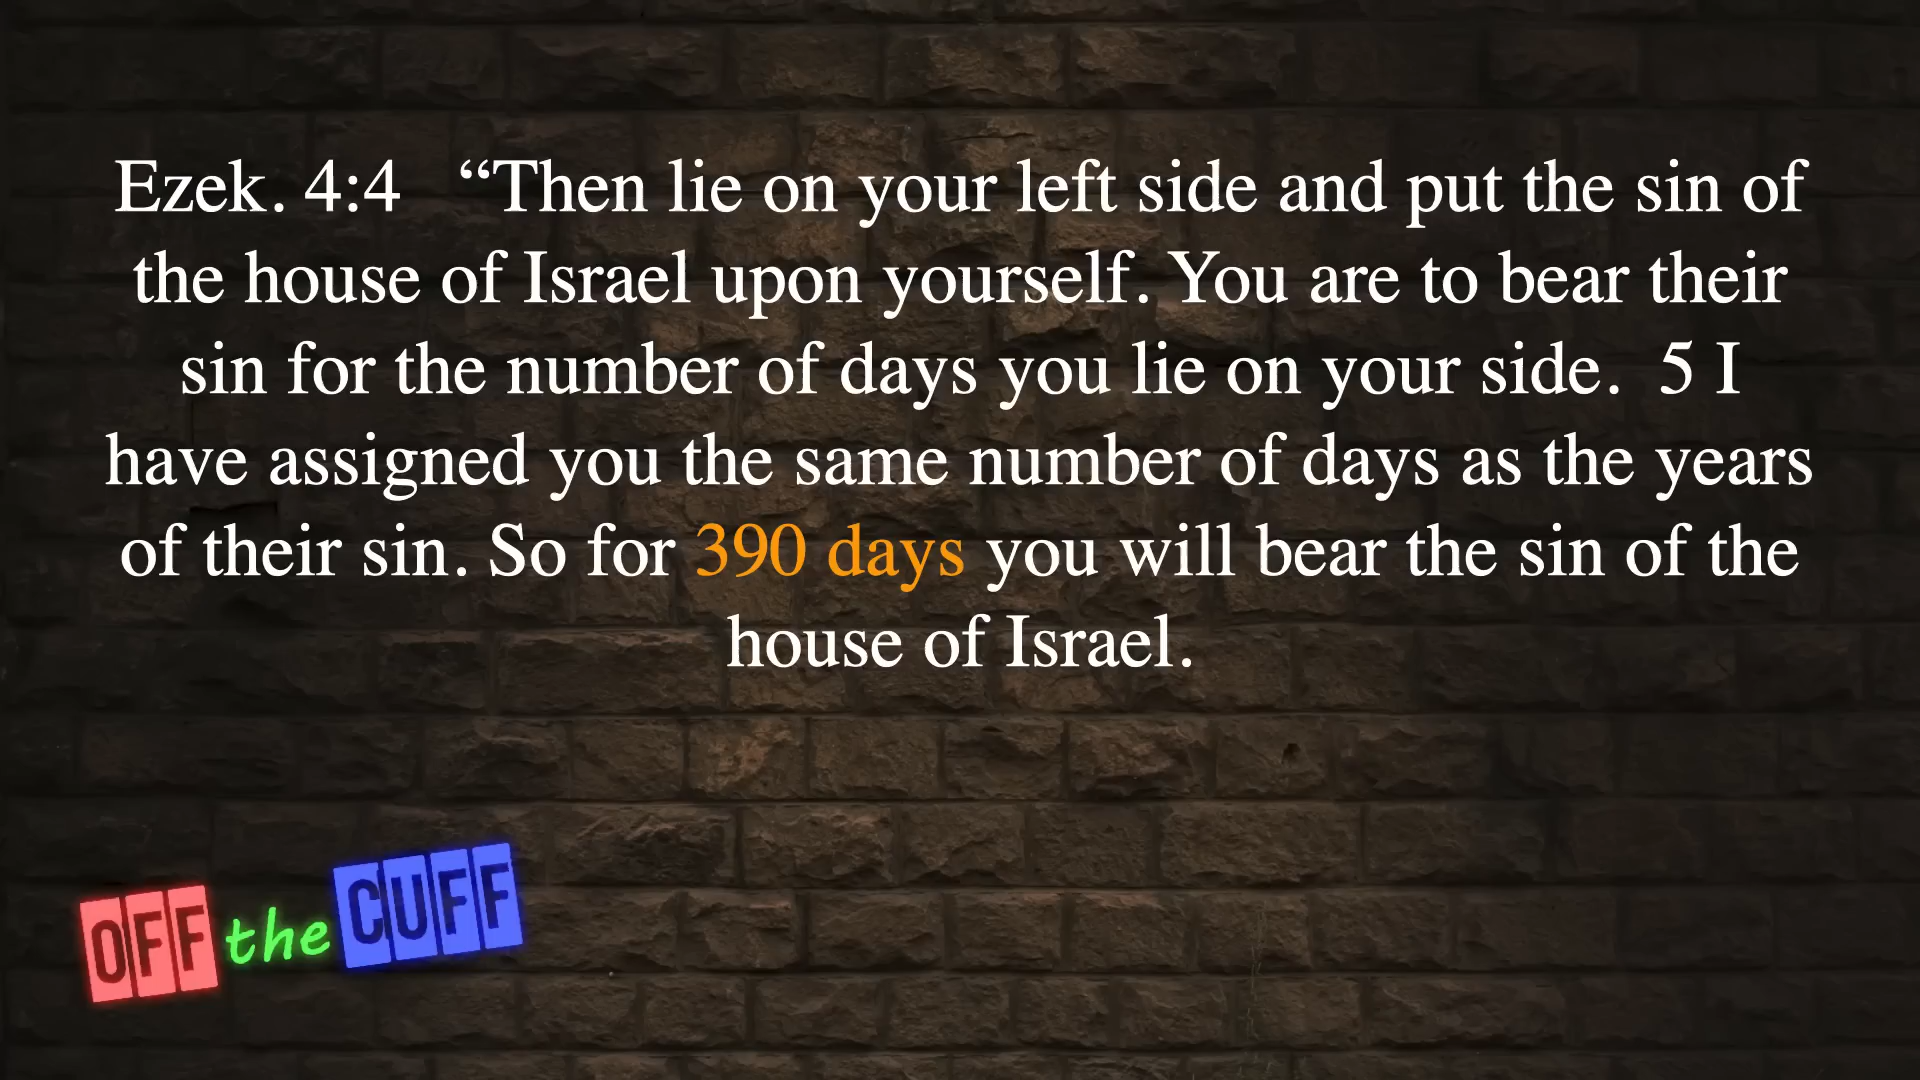 Ezek. 4:4   “Then lie on your left side and put the sin of
the house of Israel upon yourself. You are to bear their
sin for the number of days you lie on your side.  5 I
have assigned you the same number of days as the years
of their sin. So for 390 days you will bear the sin of the
house of Israel.
OFF the CUFF